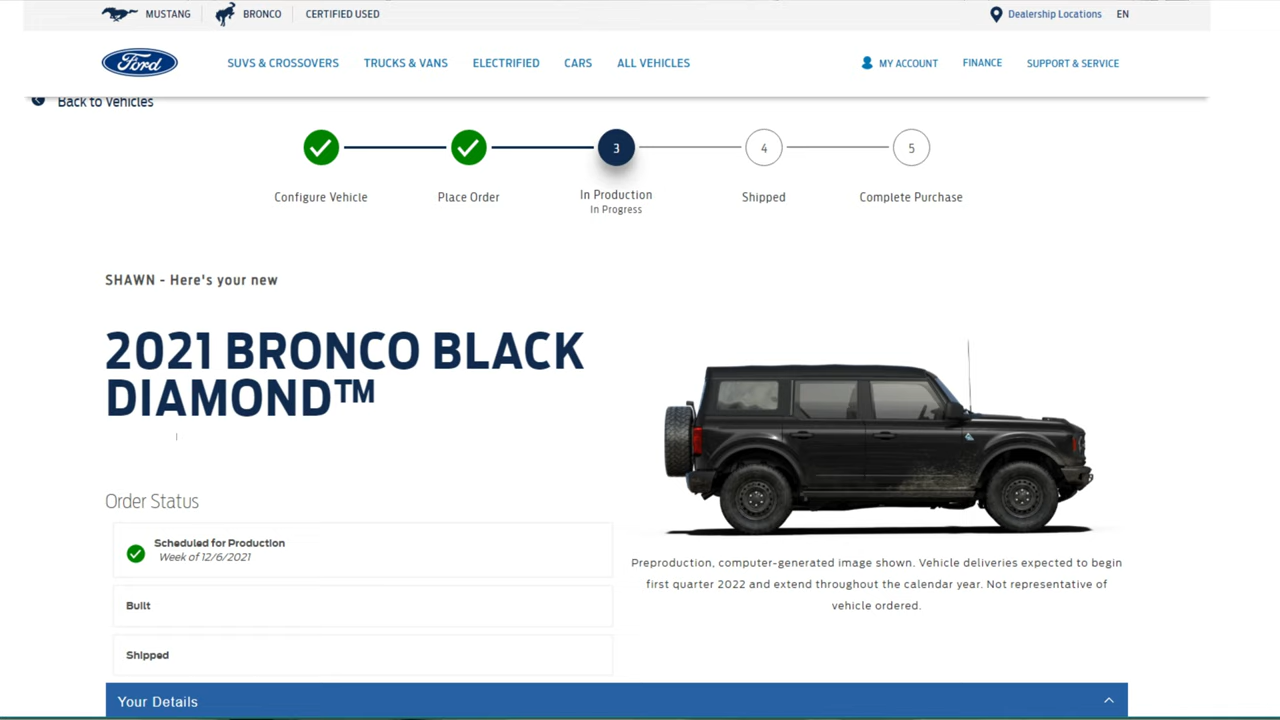 MUSTANG BRONCO CERTIFIED USED Dealership Locations EN
Ford SUVS & CROSSOVERS TRUCKS & VANS ELECTRIFIED CARS ALL VEHICLES MY ACCOUNT FINANCE SUPPORT & SERVICE
Back to Vehicles
3 4 5
Configure Vehicle Place Order In Production Shipped Complete Purchase
In Progress
SHAWN - Here's your new
2021 BRONCO BLACK
DIAMOND™
Order Status
Scheduled for Production
Week of 12/6/2021
Built
Shipped
Preproduction, computer-generated image shown. Vehicle deliveries expected to begin
first quarter 2022 and extend throughout the calendar year. Not representative of
vehicle ordered.
Your Details